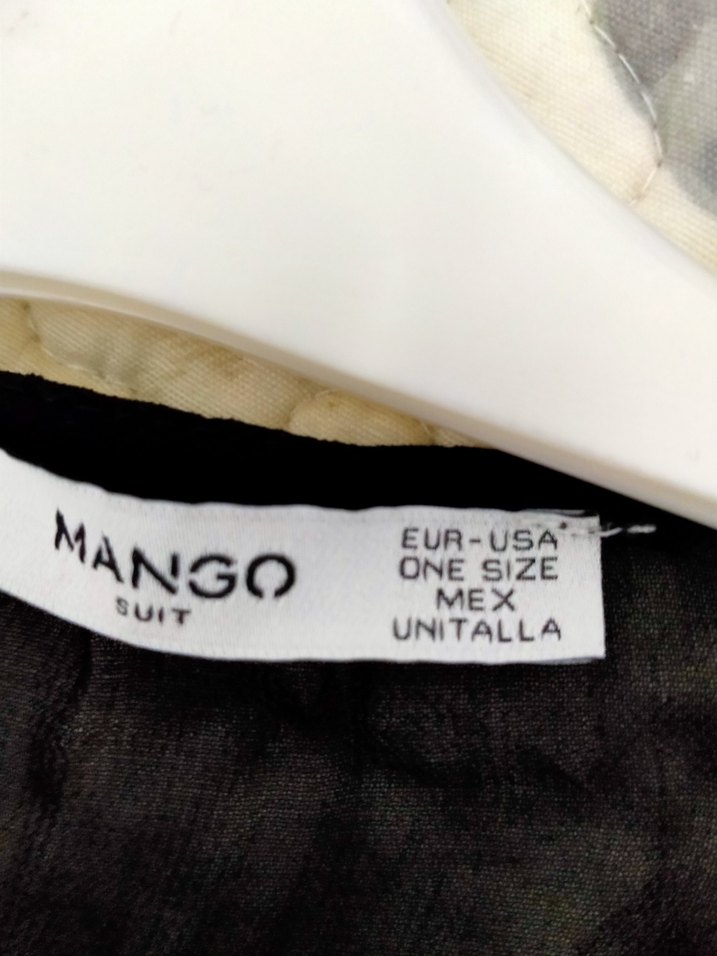 MANGO
SUIT
EUR-USA
ONE SIZE
MEX
UNITALLA